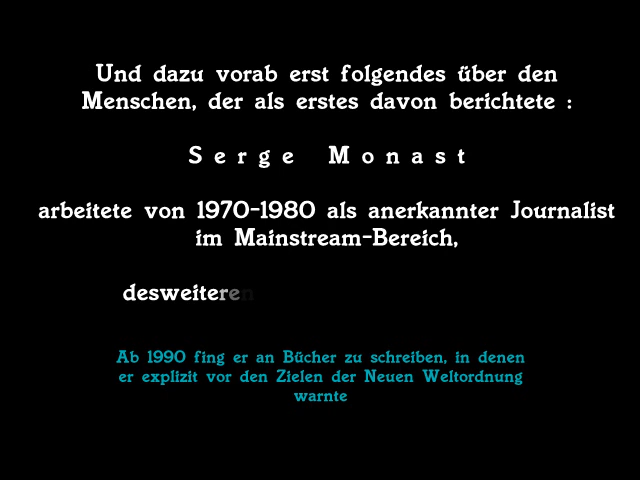 Und dazu vorab erst folgendes über den
Menschen, der als erstes davon berichtete :
Serge Monast
arbeitete von 1970-1980 als anerkannter Journalist
im Mainstream-Bereich,
desweiteren
Ab 1990 fing er an Bücher zu schreiben, in denen
er explizit vor den Zielen der Neuen Weltordnung
warnte